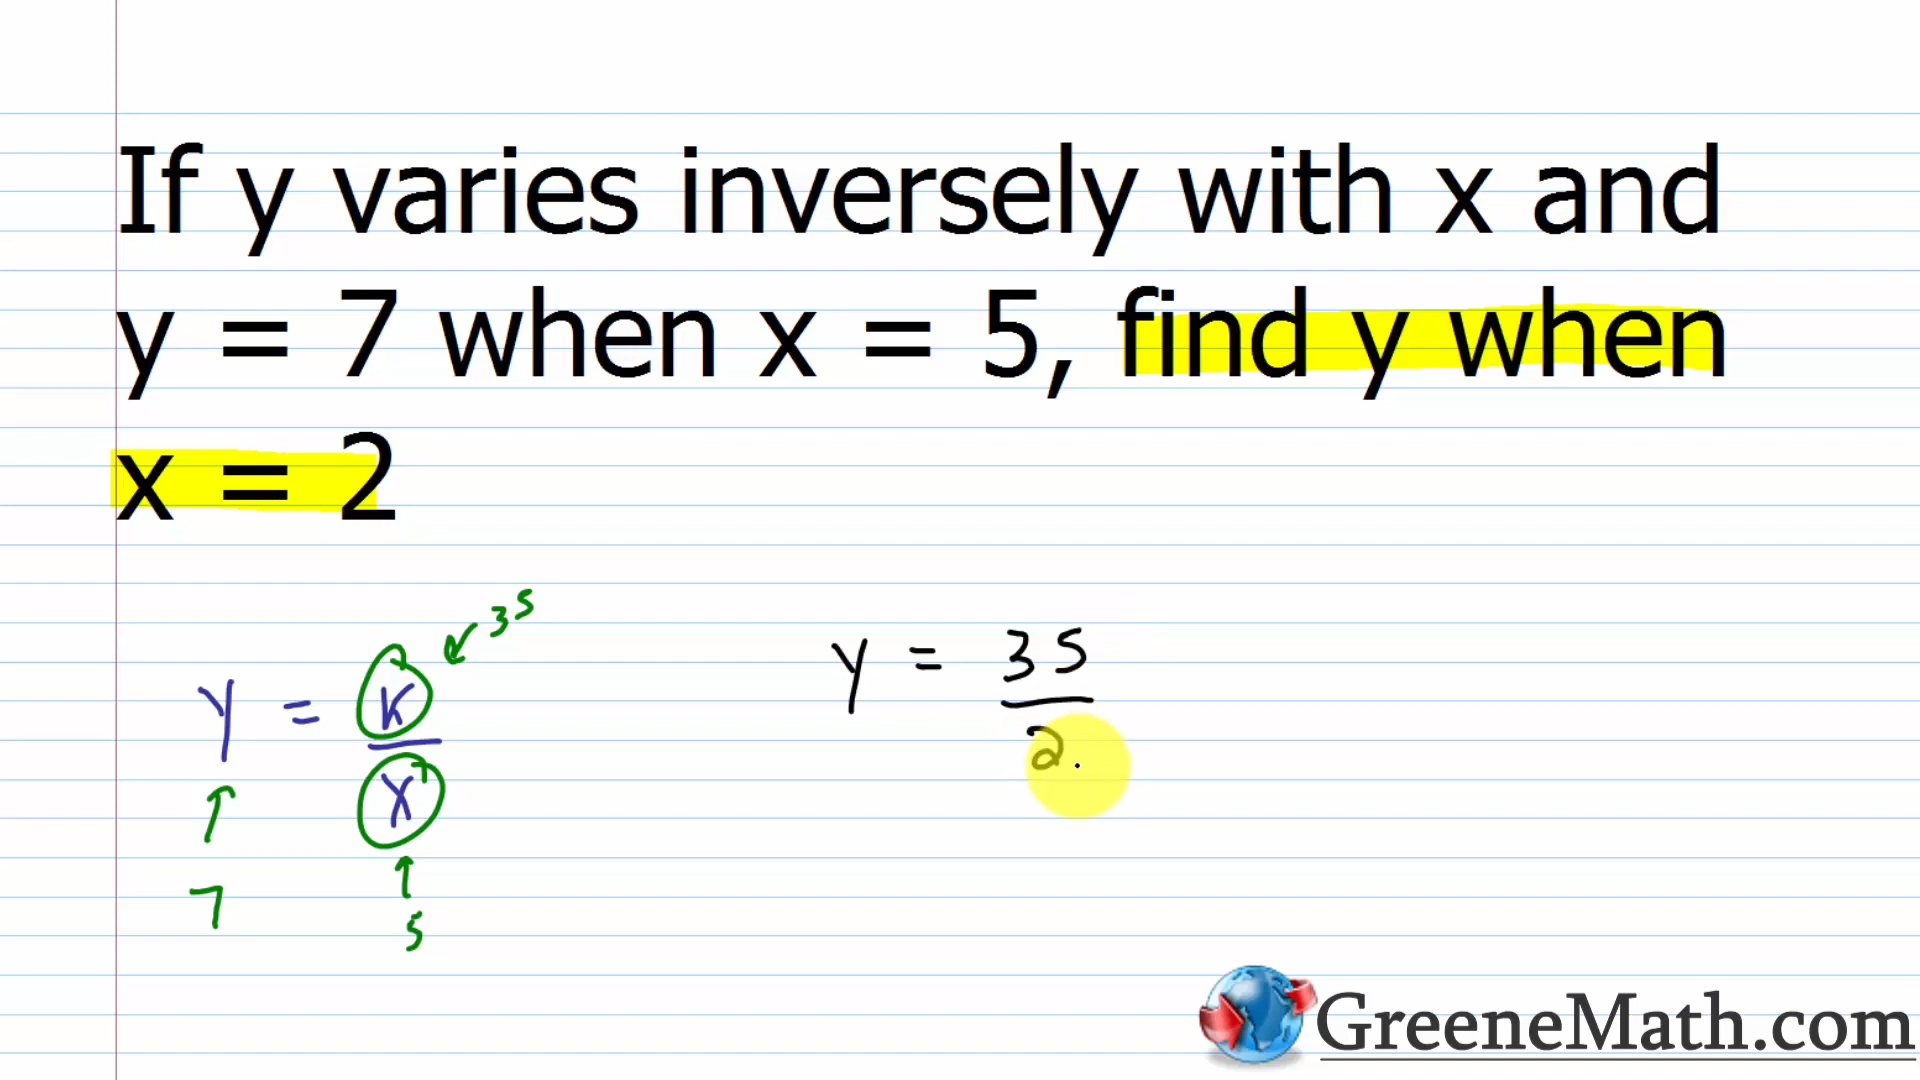 If y varies inversely with x and
y = 7 when x = 5, find y when
x = 2
35
y = k
x
7
5
y = 35
2
GreeneMath.com